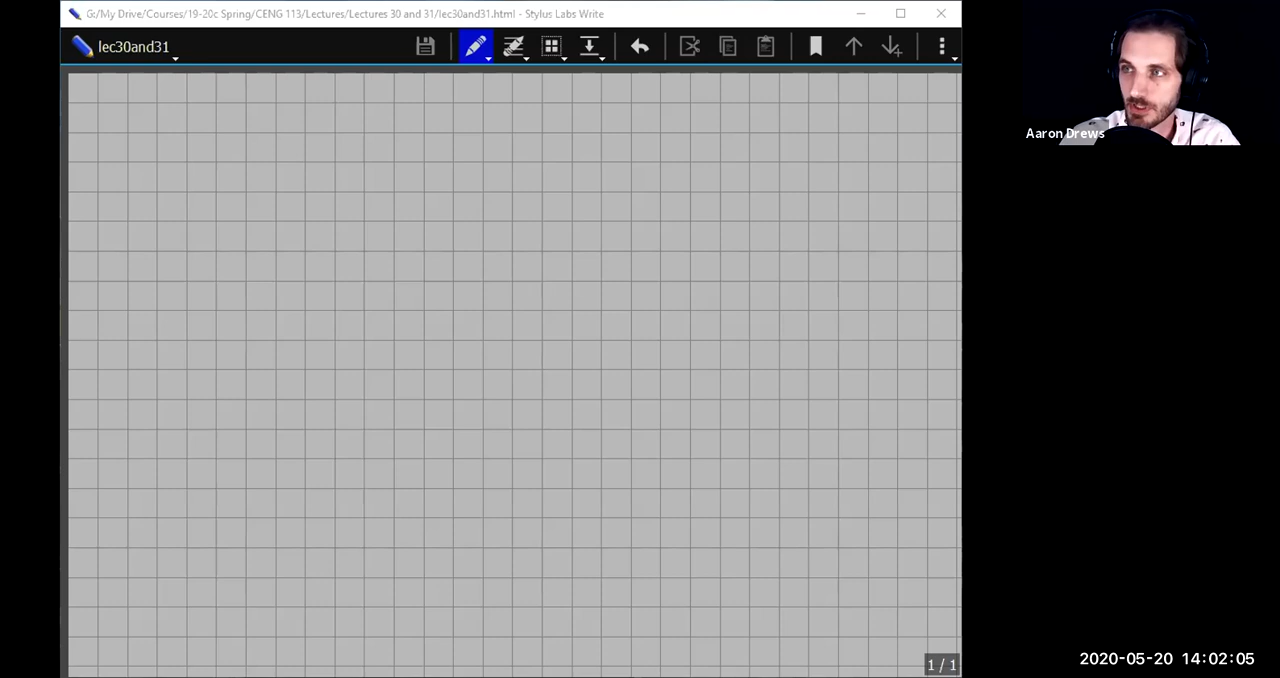 G:/My Drive/Courses/19-20c Spring/CENG 113/Lectures/Lectures 30 and 31/lec30and31.html - Stylus Labs Write
lec30and31
Aaron Drews
1 / 1
2020-05-20 14:02:05